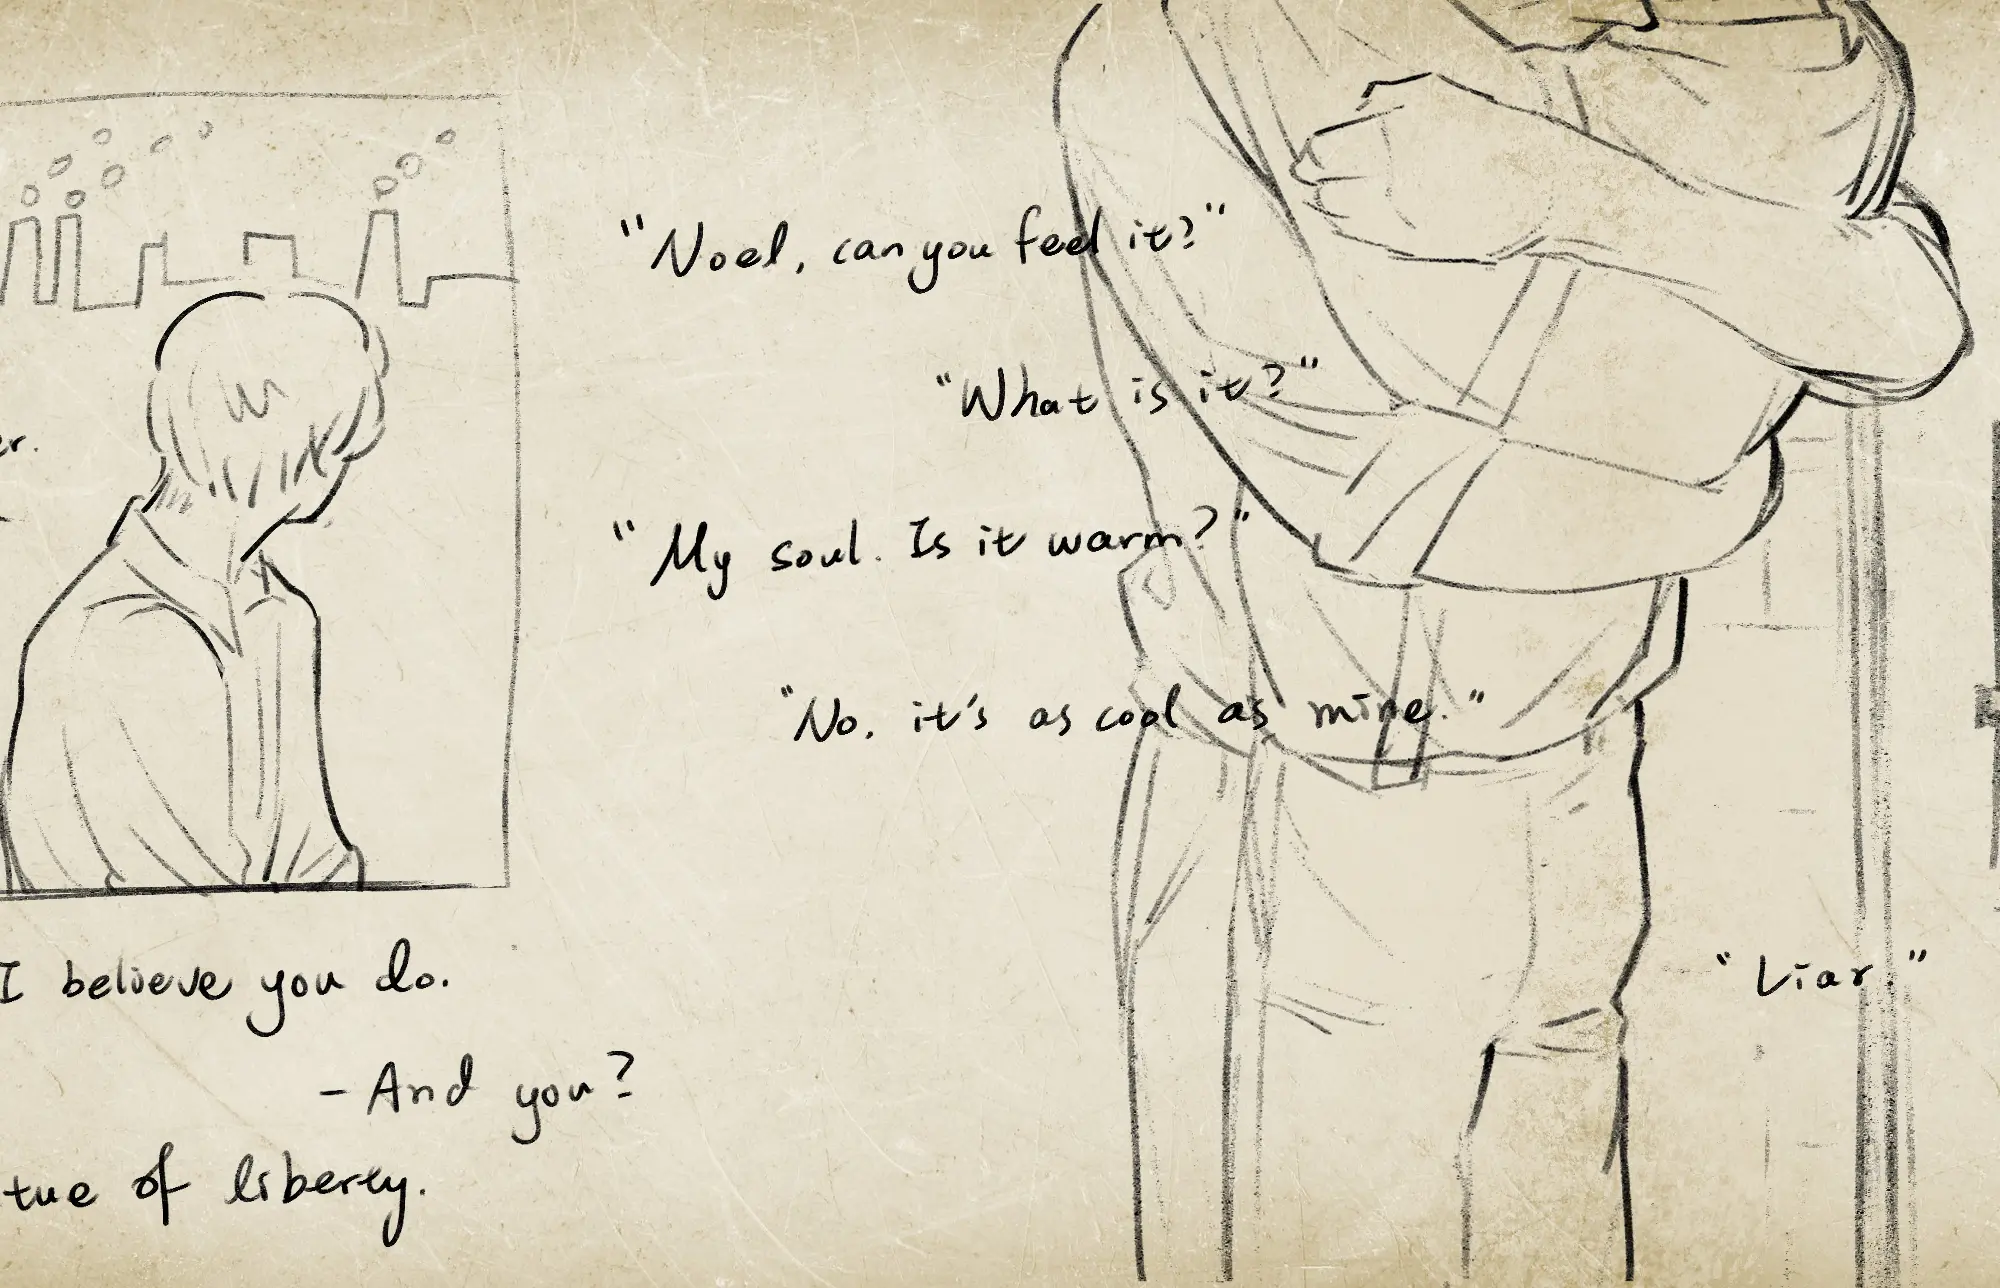 er.
"Noel, can you feel it?"
"What is it?"
"My soul. Is it warm?"
"No, it's as cool as mine."
I believe you do.
- And you?
tue of liberty.
"Liar."